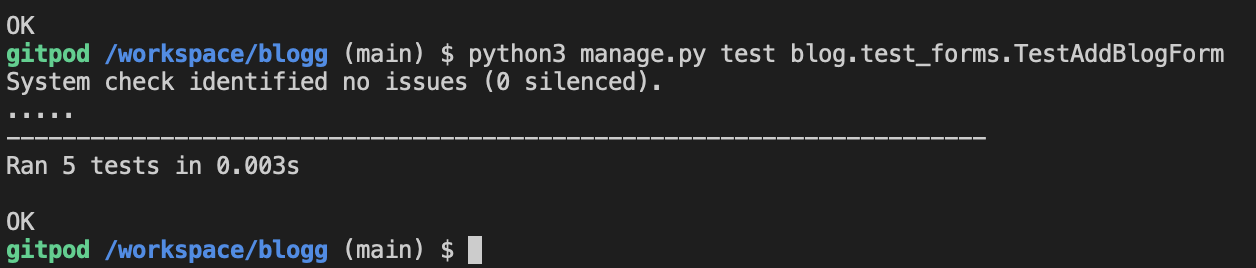 OK
gitpod /workspace/blogg (main) $ python3 manage.py test blog.test_forms.TestAddBlogForm
System check identified no issues (0 silenced).
.....
----------------------------------------------------------------------
Ran 5 tests in 0.003s
OK
gitpod /workspace/blogg (main) $